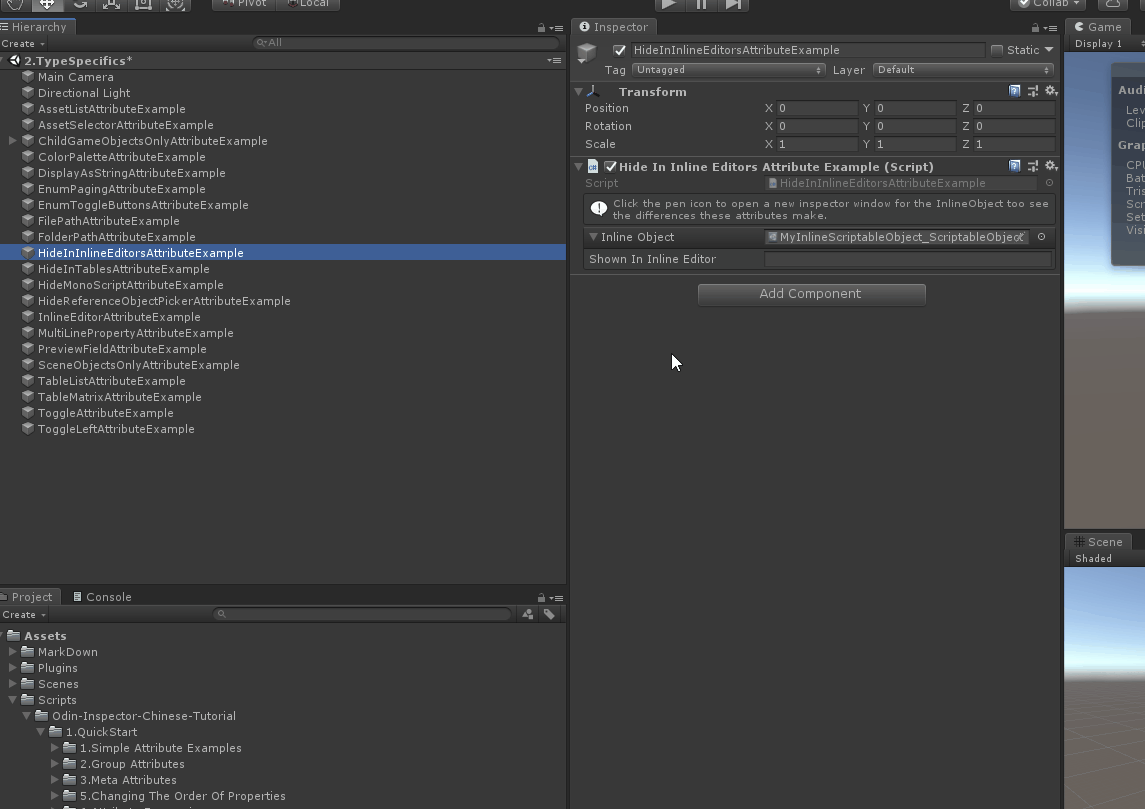 Pivot
Local
Collab
Hierarchy
Create
All
2.TypeSpecifics*
Main Camera
Directional Light
AssetListAttributeExample
AssetSelectorAttributeExample
ChildGameObjectsOnlyAttributeExample
ColorPaletteAttributeExample
DisplayAsStringAttributeExample
EnumPagingAttributeExample
EnumToggleButtonsAttributeExample
FilePathAttributeExample
FolderPathAttributeExample
HideInInlineEditorsAttributeExample
HideInTablesAttributeExample
HideMonoScriptAttributeExample
HideReferenceObjectPickerAttributeExample
InlineEditorAttributeExample
MultiLinePropertyAttributeExample
PreviewFieldAttributeExample
SceneObjectsOnlyAttributeExample
TableListAttributeExample
TableMatrixAttributeExample
ToggleAttributeExample
ToggleLeftAttributeExample
Project
Console
Create
Assets
MarkDown
Plugins
Scenes
Scripts
Odin-Inspector-Chinese-Tutorial
1.QuickStart
1.Simple Attribute Examples
2.Group Attributes
3.Meta Attributes
5.Changing The Order Of Properties
Inspector
HideInInlineEditorsAttributeExample
Static
Tag Untagged Layer Default
Transform
Position X 0 Y 0 Z 0
Rotation X 0 Y 0 Z 0
Scale X 1 Y 1 Z 1
Hide In Inline Editors Attribute Example (Script)
Script HideInInlineEditorsAttributeExample
Click the pen icon to open a new inspector window for the InlineObject too see
the differences these attributes make.
Inline Object MyInlineScriptableObject_ScriptableObject
Shown In Inline Editor
Add Component
Game
Display 1
Audi
Lev
Clip
Grap
CPU
Bat
Tris
Scr
Set
Visi
Scene
Shaded